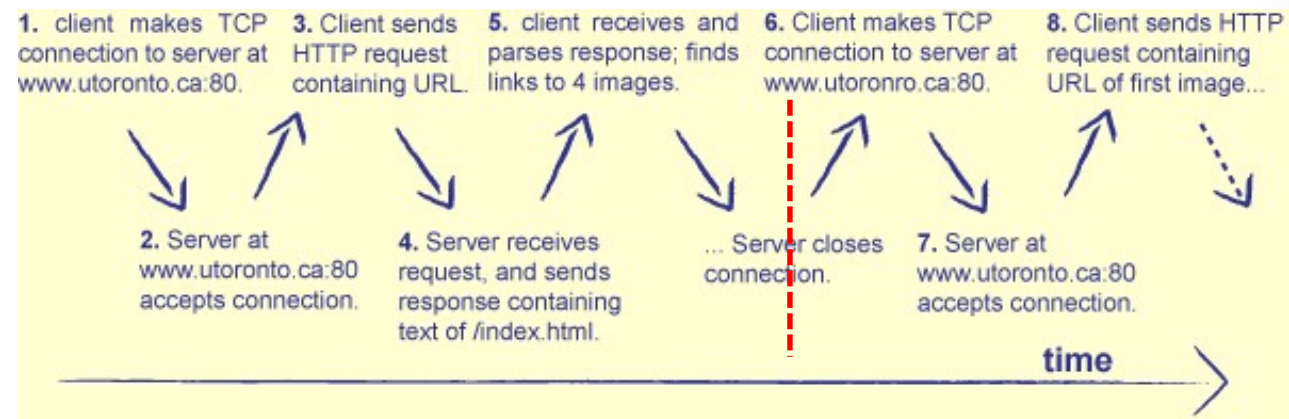 1. client makes TCP
connection to server at
www.utoronto.ca:80.
2. Server at
www.utoronto.ca:80
accepts connection.
3. Client sends
HTTP request
containing URL.
4. Server receives
request, and sends
response containing
text of /index.html.
5. client receives and
parses response; finds
links to 4 images.
... Server closes
connection.
6. Client makes TCP
connection to server at
www.utoronro.ca:80.
7. Server at
www.utoronto.ca:80
accepts connection.
8. Client sends HTTP
request containing
URL of first image...
time